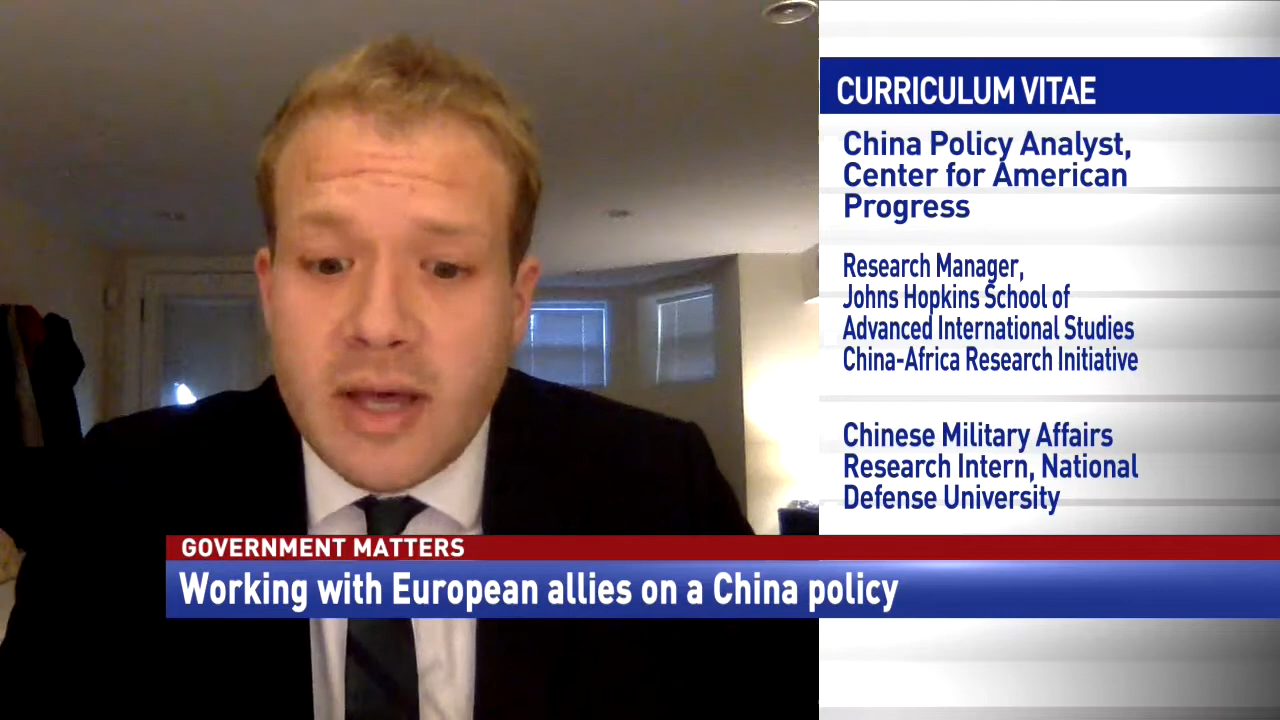 CURRICULUM VITAE
China Policy Analyst,
Center for American
Progress
Research Manager,
Johns Hopkins School of
Advanced International Studies
China-Africa Research Initiative
Chinese Military Affairs
Research Intern, National
Defense University
GOVERNMENT MATTERS
Working with European allies on a China policy